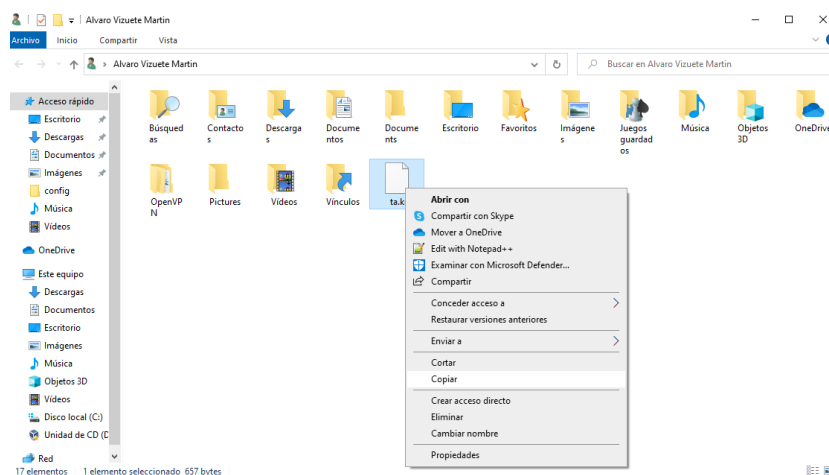 Alvaro Vizuete Martin
Archivo Inicio Compartir Vista
Alvaro Vizuete Martin
Buscar en Alvaro Vizuete Martin
Acceso rápido
Escritorio
Descargas
Documentos
Imágenes
config
Música
Vídeos
OneDrive
Este equipo
Descargas
Documentos
Escritorio
Imágenes
Música
Objetos 3D
Vídeos
Disco local (C:)
Unidad de CD (D
Red
Búsqued
as
Contacto
s
Descarga
s
Docume
ntos
Docume
nts
Escritorio
Favoritos
Imágene
s
Juegos
guardad
os
Música
Objetos
3D
OneDrive
OpenVP
N
Pictures
Vídeos
Vínculos
ta.k
Abrir con
Compartir con Skype
Mover a OneDrive
Edit with Notepad++
Examinar con Microsoft Defender...
Compartir
Conceder acceso a
Restaurar versiones anteriores
Enviar a
Cortar
Copiar
Crear acceso directo
Eliminar
Cambiar nombre
Propiedades
17 elementos 1 elemento seleccionado 657 bytes